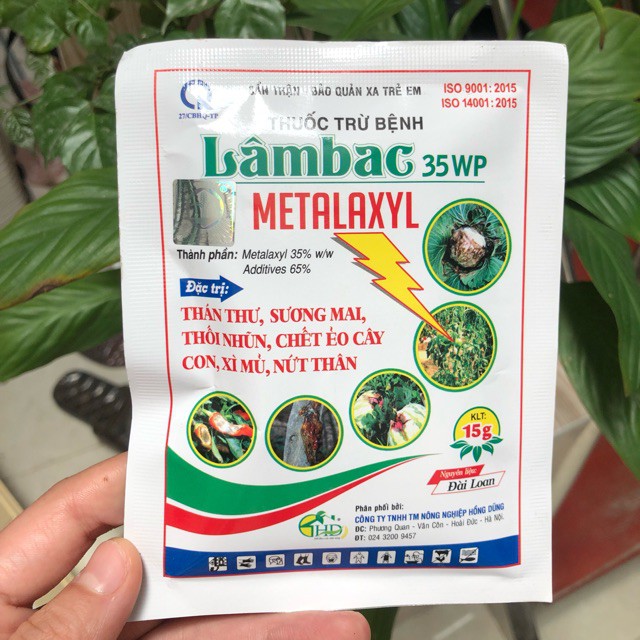 CẨN THẬN BẢO QUẢN XA TRẺ EM
ISO 9001: 2015
ISO 14001: 2015
THUỐC TRỪ BỆNH
Lâmbac 35WP
METALAXYL
Thành phần: Metalaxyl 35% w/w
Additives 65%
Đặc trị:
THÁN THƯ, SƯƠNG MAI,
THỐI NHŨN, CHẾT ẺO CÂY
CON, XÌ MỦ, NỨT THÂN
KLT:
15g
Nguyên liệu:
Đài Loan
Phân phối bởi:
CÔNG TY TNHH TM NÔNG NGHIỆP HỒNG DŨNG
ĐC: Phương Quan - Vân Côn - Hoài Đức - Hà Nội.
ĐT: 024 3200 9457
HD